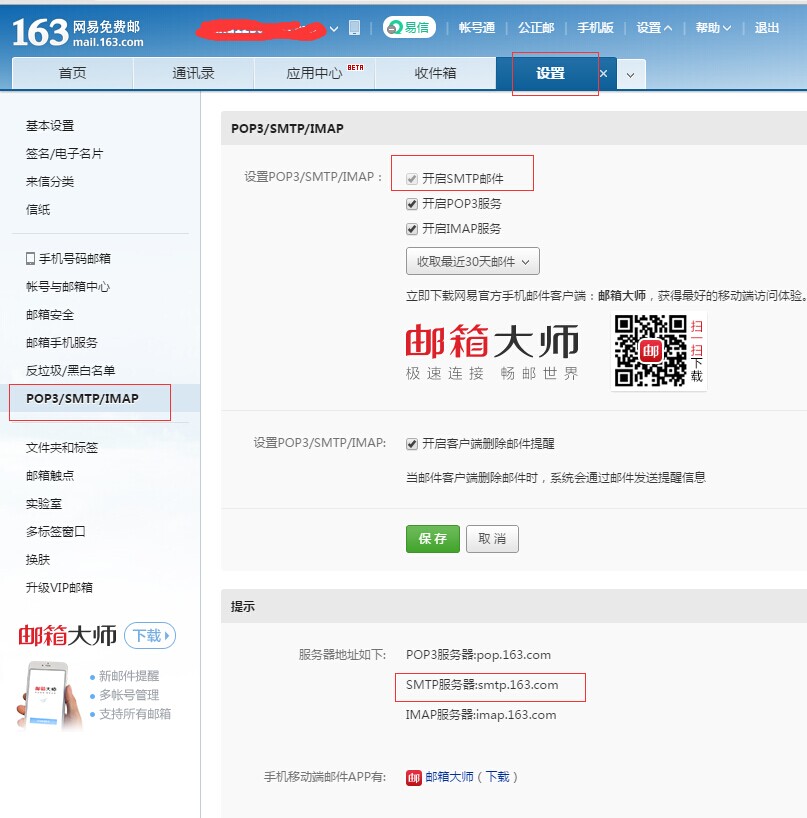 163 网易免费邮
mail.163.com
易信
帐号通 公正邮 手机版 设置 帮助 退出
首页 通讯录 应用中心 BETA 收件箱 设置 ×
基本设置
签名/电子名片
来信分类
信纸
手机号码邮箱
帐号与邮箱中心
邮箱安全
邮箱手机服务
反垃圾/黑白名单
POP3/SMTP/IMAP
文件夹和标签
邮箱触点
实验室
多标签窗口
换肤
升级VIP邮箱
邮箱大师 下载
新邮件提醒
多帐号管理
支持所有邮箱
POP3/SMTP/IMAP
设置POP3/SMTP/IMAP： 开启SMTP邮件
开启POP3服务
开启IMAP服务
收取最近30天邮件
立即下载网易官方手机邮件客户端：邮箱大师，获得最好的移动端访问体验。
邮箱大师
极速连接 畅邮世界
邮
扫一扫下载
设置POP3/SMTP/IMAP: 开启客户端删除邮件提醒
当邮件客户端删除邮件时，系统会通过邮件发送提醒信息
保存 取消
提示
服务器地址如下: POP3服务器:pop.163.com
SMTP服务器:smtp.163.com
IMAP服务器:imap.163.com
手机移动端邮件APP有: 邮 邮箱大师（下载）